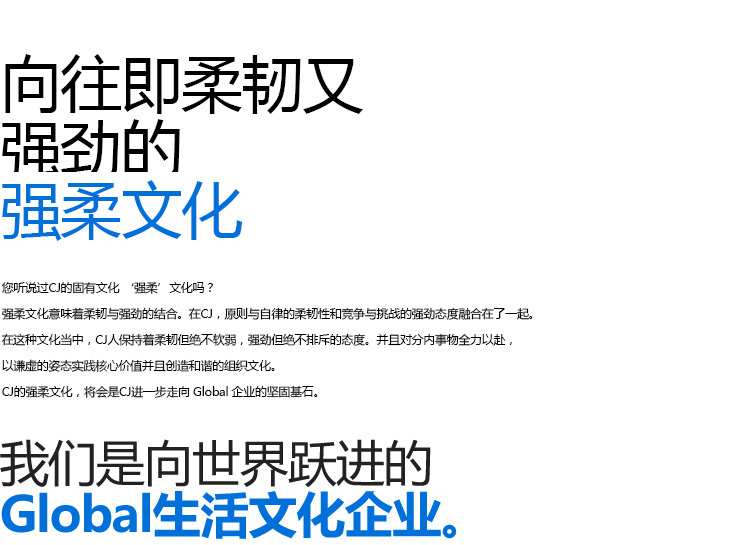 向往即柔韧又
强劲的
强柔文化
您听说过CJ的固有文化 ‘强柔’ 文化吗？
强柔文化意味着柔韧与强劲的结合。在CJ，原则与自律的柔韧性和竞争与挑战的强劲态度融合在了一起。
在这种文化当中，CJ人保持着柔韧但绝不软弱，强劲但绝不排斥的态度。并且对分内事物全力以赴，
以谦虚的姿态实践核心价值并且创造和谐的组织文化。
CJ的强柔文化，将会是CJ进一步走向 Global 企业的坚固基石。
我们是向世界跃进的
Global生活文化企业。